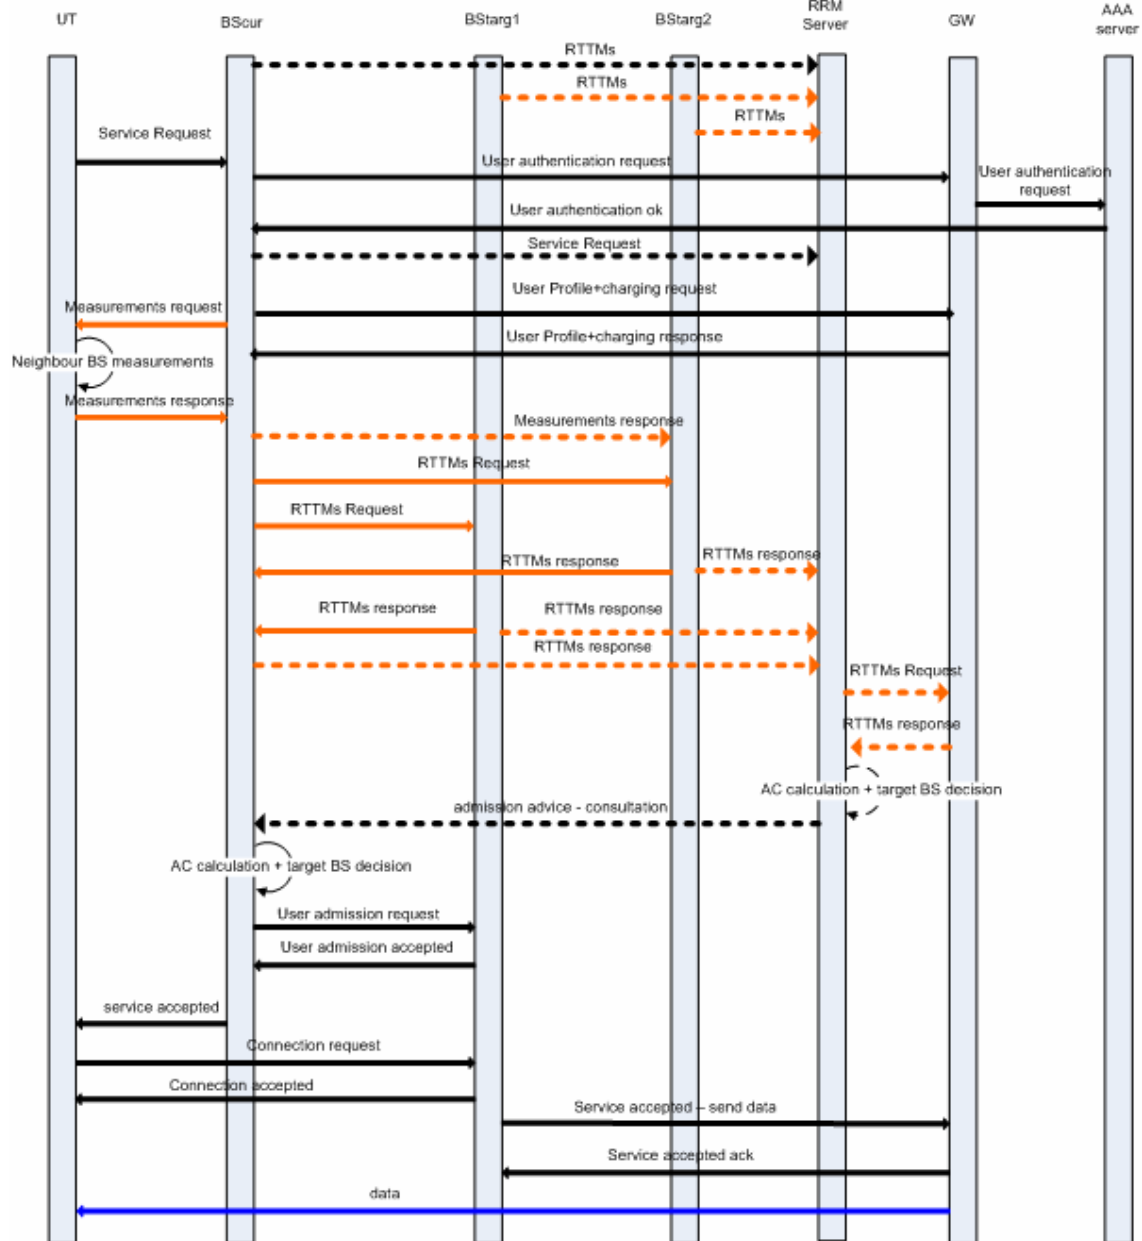 UT
BScur
BStarg1
BStarg2
RRM
Server
GW
AAA
server
RTTMs
RTTMs
RTTMs
Service Request
User authentication request
User authentication
request
User authentication ok
Service Request
User Profile+charging request
Measurements request
User Profile+charging response
Neighbour BS measurements
Measurements response
Measurements response
RTTMs Request
RTTMs Request
RTTMs response
RTTMs response
RTTMs response
RTTMs response
RTTMs response
RTTMs Request
RTTMs response
AC calculation + target BS decision
admission advice - consultation
AC calculation + target BS decision
User admission request
User admission accepted
service accepted
Connection request
Connection accepted
Service accepted – send data
Service accepted ack
data